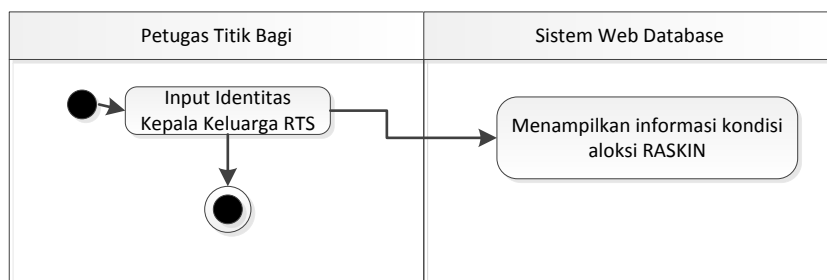 Petugas Titik Bagi
Sistem Web Database
Input Identitas
Kepala Keluarga RTS
Menampilkan informasi kondisi
aloksi RASKIN